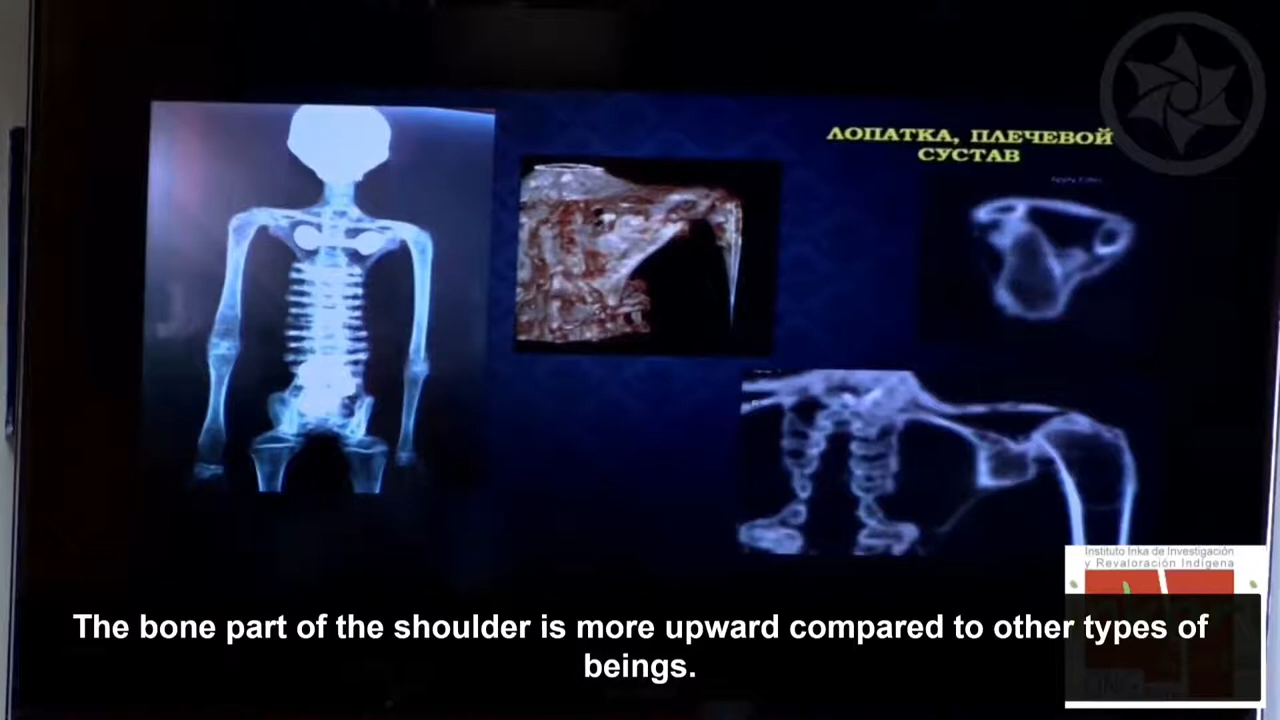 ЛОПАТКА, ПЛЕЧЕВОЙ
СУСТАВ
Instituto Inka de Investigación
y Revaloración Indígena
The bone part of the shoulder is more upward compared to other types of
beings.